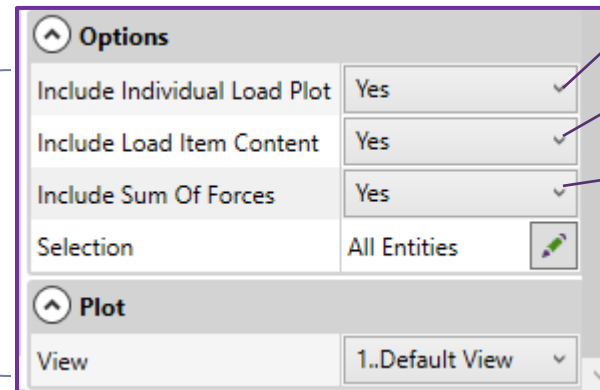 Options
Include Individual Load Plot Yes
Include Load Item Content Yes
Include Sum Of Forces Yes
Selection All Entities
Plot
View 1..Default View